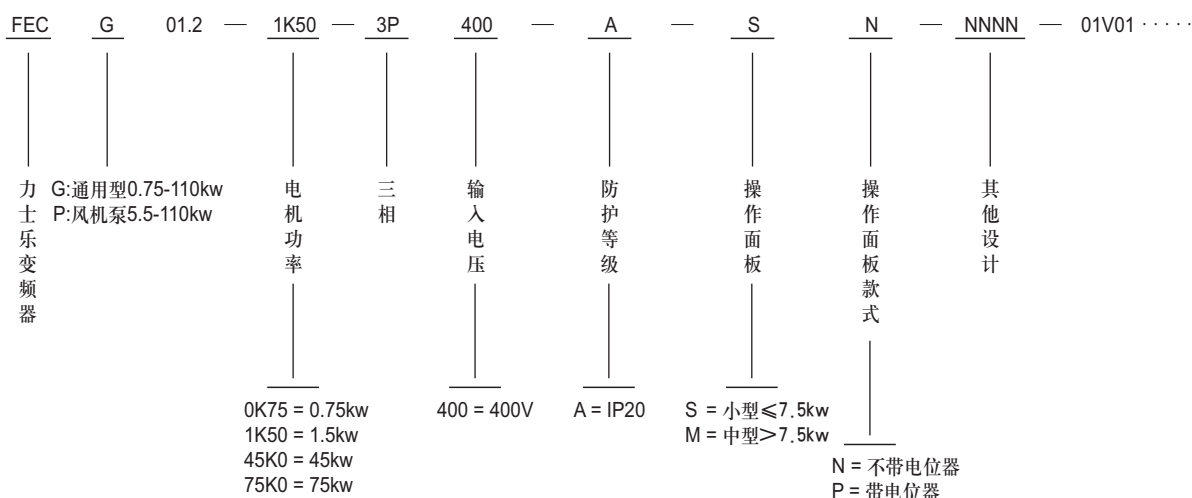 FEC G 01.2 — 1K50 — 3P 400 — A — S N — NNNN — 01V01 · · · · ·
力士乐变频器
G:通用型0.75-110kw
P:风机泵5.5-110kw
电机功率
三相
输入电压
防护等级
操作面板
操作面板款式
其他设计
0K75 = 0.75kw
1K50 = 1.5kw
45K0 = 45kw
75K0 = 75kw
400 = 400V
A = IP20
S = 小型≤7.5kw
M = 中型>7.5kw
N = 不带电位器
P = 带电位器